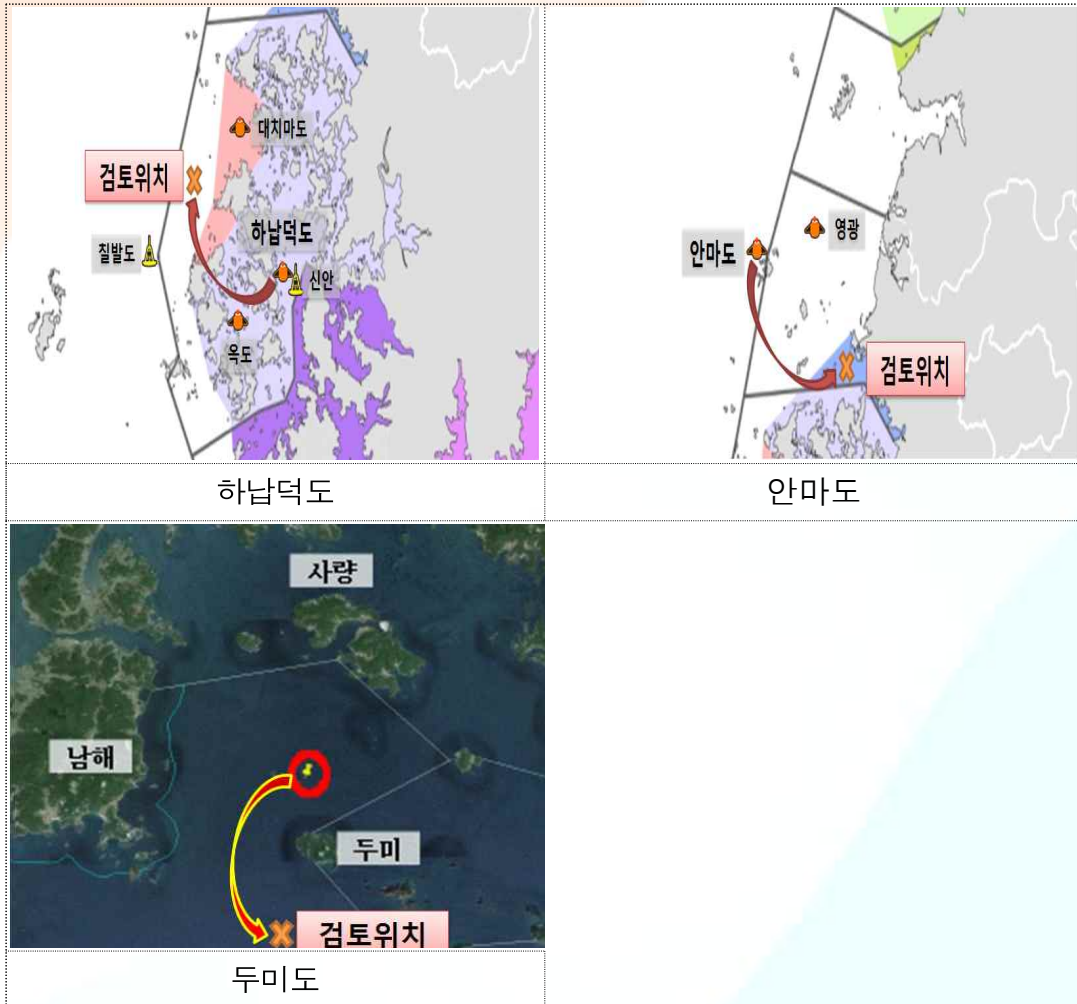 대치마도
검토위치
하납덕도
칠발도
신안
옥도
하납덕도
영광
안마도
검토위치
안마도
사량
남해
두미
검토위치
두미도